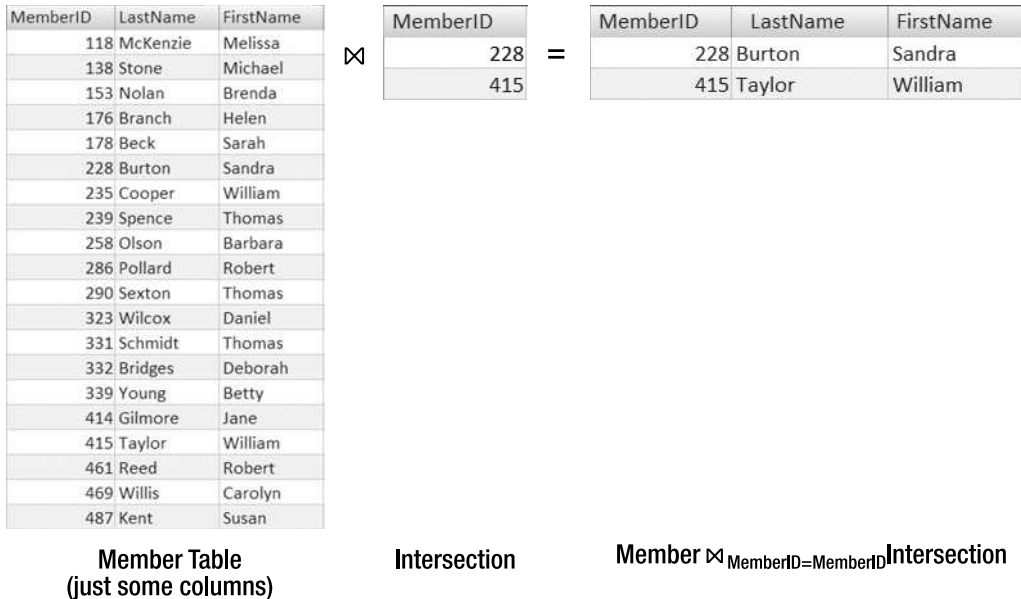 MemberID LastName FirstName
118 McKenzie Melissa
138 Stone Michael
153 Nolan Brenda
176 Branch Helen
178 Beck Sarah
228 Burton Sandra
235 Cooper William
239 Spence Thomas
258 Olson Barbara
286 Pollard Robert
290 Sexton Thomas
323 Wilcox Daniel
331 Schmidt Thomas
332 Bridges Deborah
339 Young Betty
414 Gilmore Jane
415 Taylor William
461 Reed Robert
469 Willis Carolyn
487 Kent Susan
Member Table
(just some columns)
⋈
MemberID
228
415
Intersection
=
MemberID LastName FirstName
228 Burton Sandra
415 Taylor William
Member ⋈ MemberID=MemberID Intersection